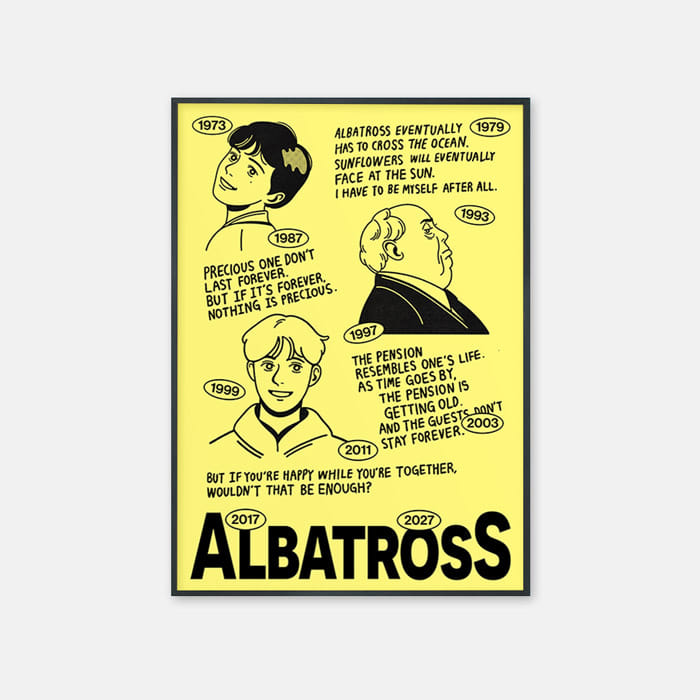 1973
ALBATROSS EVENTUALLY
HAS TO CROSS THE OCEAN.
SUNFLOWERS WILL EVENTUALLY
FACE AT THE SUN.
I HAVE TO BE MYSELF AFTER ALL.
1979
1993
1987
PRECIOUS ONE DON'T
LAST FOREVER.
BUT IF IT'S FOREVER,
NOTHING IS PRECIOUS.
1997
THE PENSION
RESEMBLES ONE'S LIFE.
AS TIME GOES BY,
THE PENSION IS
GETTING OLD.
AND THE GUESTS DON'T
STAY FOREVER.
1999
2003
2011
BUT IF YOU'RE HAPPY WHILE YOU'RE TOGETHER,
WOULDN'T THAT BE ENOUGH?
2017
2027
ALBATROSS